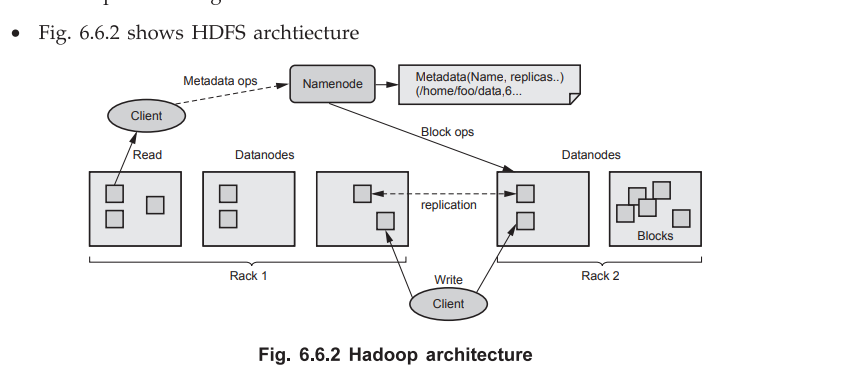 • Fig. 6.6.2 shows HDFS archtiecture
Metadata ops
Namenode
Metadata(Name, replicas..)
(/home/foo/data,6...
Client
Block ops
Read
Datanodes
Datanodes
replication
Blocks
Rack 1
Write
Rack 2
Client
Fig. 6.6.2 Hadoop architecture